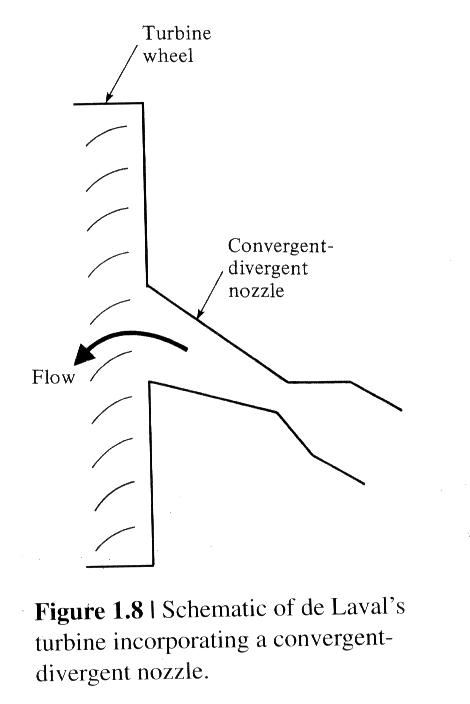 Turbine
wheel
Convergent-
divergent
nozzle
Flow
Figure 1.8 | Schematic of de Laval's
turbine incorporating a convergent-
divergent nozzle.